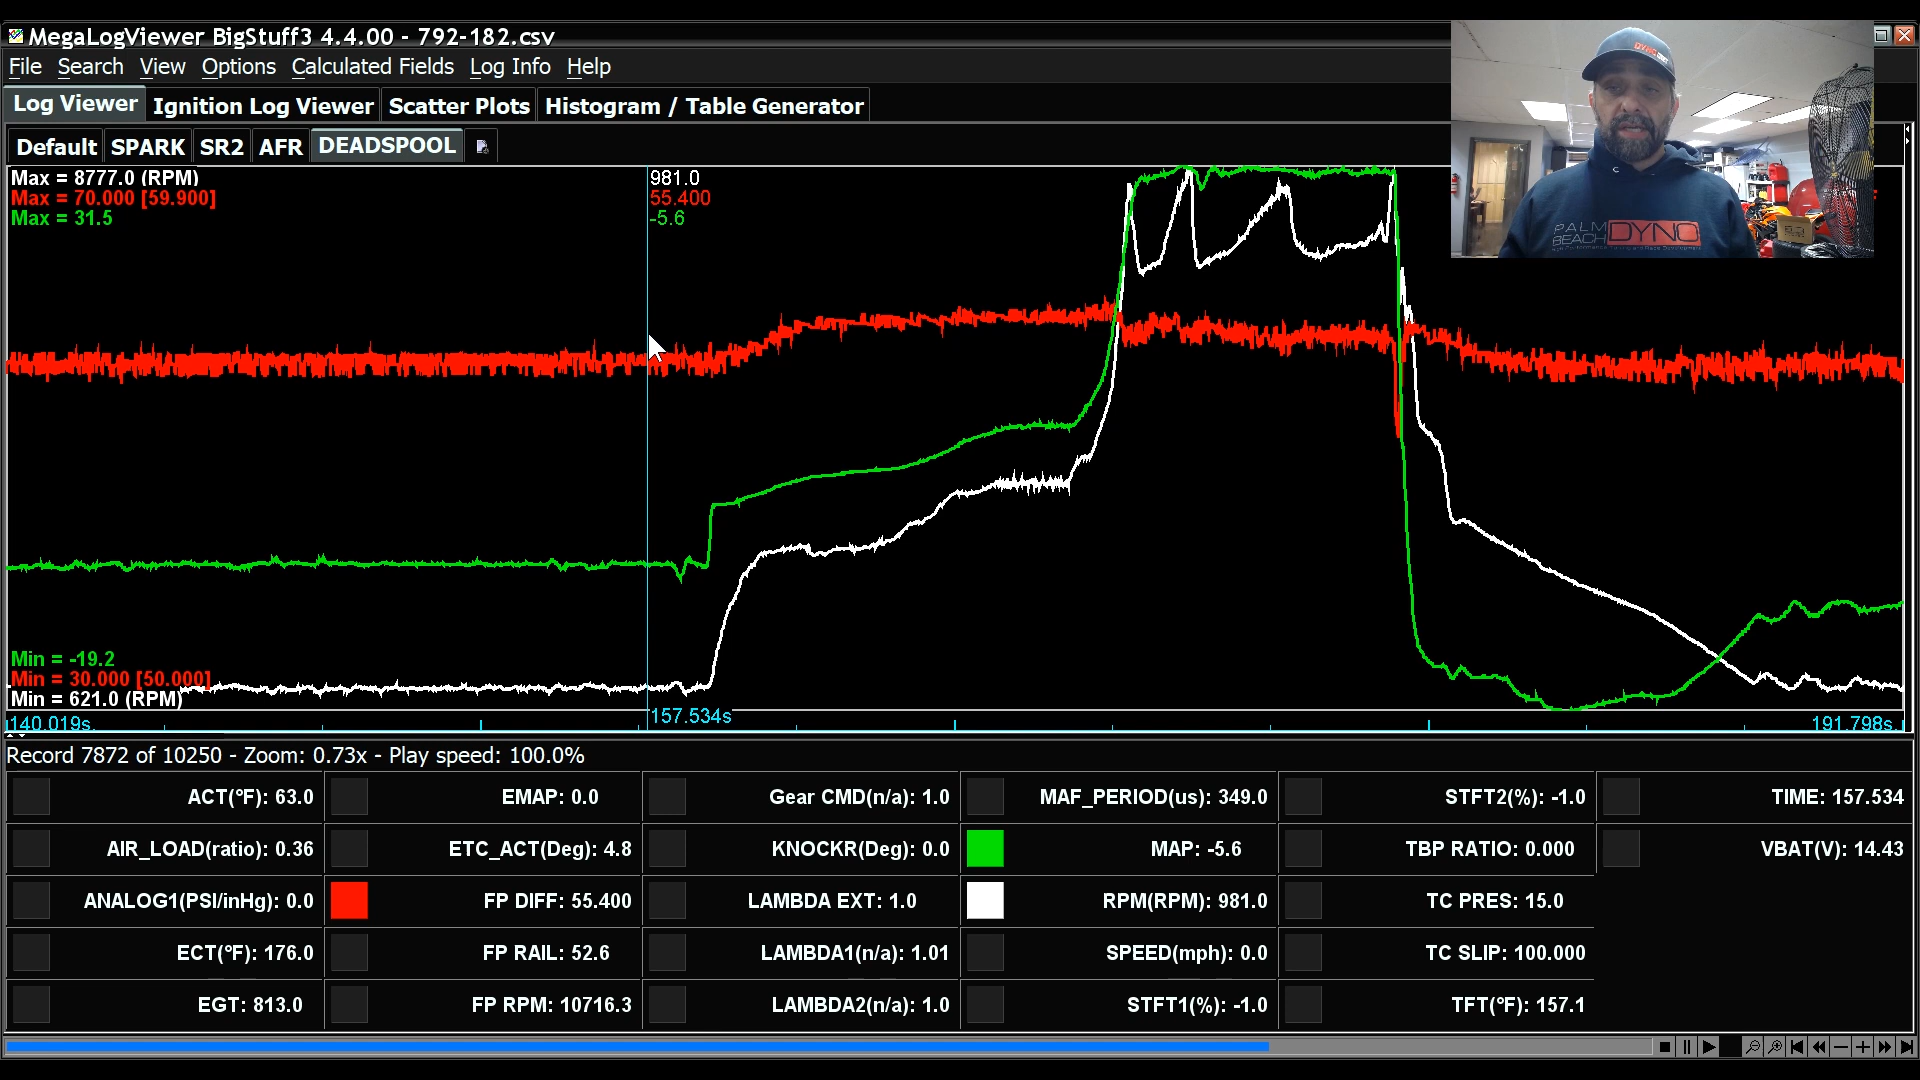 MegaLogViewer BigStuff3 4.4.00 - 792-182.csv
File Search View Options Calculated Fields Log Info Help
Log Viewer Ignition Log Viewer Scatter Plots Histogram / Table Generator
Default SPARK SR2 AFR DEADSPOOL
Max = 8777.0 (RPM)
Max = 70.000 [59.900]
Max = 31.5
981.0
55.400
-5.6
PALM BEACH DYNO
Min = -19.2
Min = 30.000 [50.000]
Min = 621.0 (RPM)
140.019s 157.534s 191.798s
Record 7872 of 10250 - Zoom: 0.73x - Play speed: 100.0%
ACT(°F): 63.0 EMAP: 0.0 Gear CMD(n/a): 1.0 MAF_PERIOD(us): 349.0 STFT2(%): -1.0 TIME: 157.534
AIR_LOAD(ratio): 0.36 ETC_ACT(Deg): 4.8 KNOCKR(Deg): 0.0 MAP: -5.6 TBP RATIO: 0.000 VBAT(V): 14.43
ANALOG1(PSI/inHg): 0.0 FP DIFF: 55.400 LAMBDA EXT: 1.0 RPM(RPM): 981.0 TC PRES: 15.0
ECT(°F): 176.0 FP RAIL: 52.6 LAMBDA1(n/a): 1.01 SPEED(mph): 0.0 TC SLIP: 100.000
EGT: 813.0 FP RPM: 10716.3 LAMBDA2(n/a): 1.0 STFT1(%): -1.0 TFT(°F): 157.1